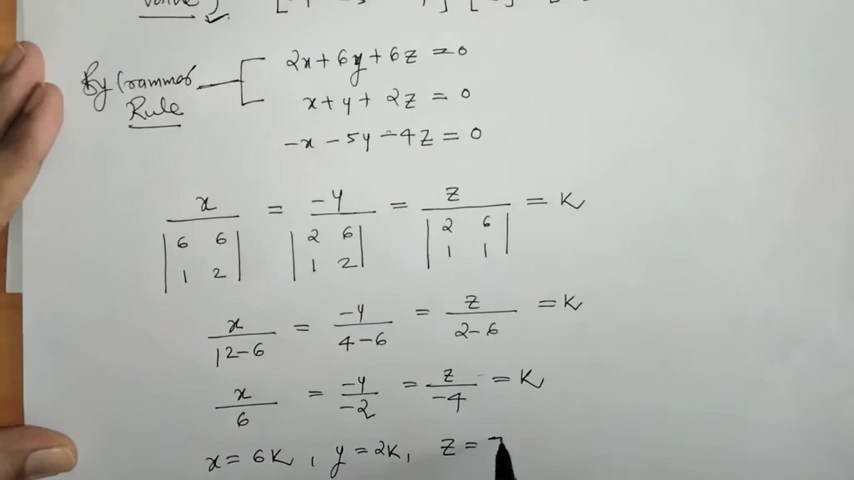 By Crammer
Rule
2x+6y+6z=0
x+y+2z=0
-x-5y-4z=0
x = -y = z = K
|6 6| |2 6| |2 6|
|1 2| |1 2| |1 1|
x = -y = z = K
12-6 4-6 2-6
x = -y = z = K
6 -2 -4
x=6K, y=2K, z=-